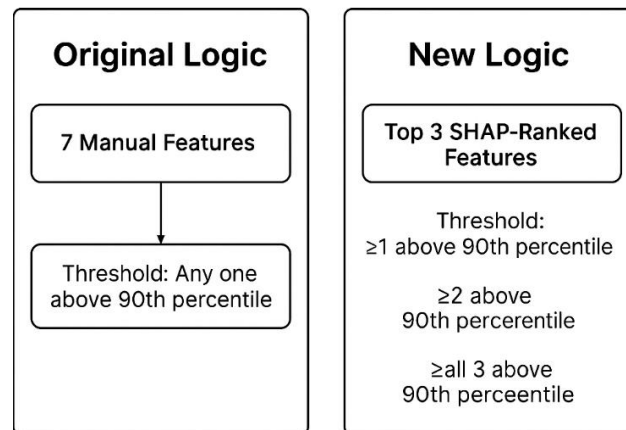 Original Logic
7 Manual Features
Threshold: Any one
above 90th percentile
New Logic
Top 3 SHAP-Ranked
Features
Threshold:
≥1 above 90th percentile
≥2 above
90th percerentile
≥all 3 above
90th perceentile